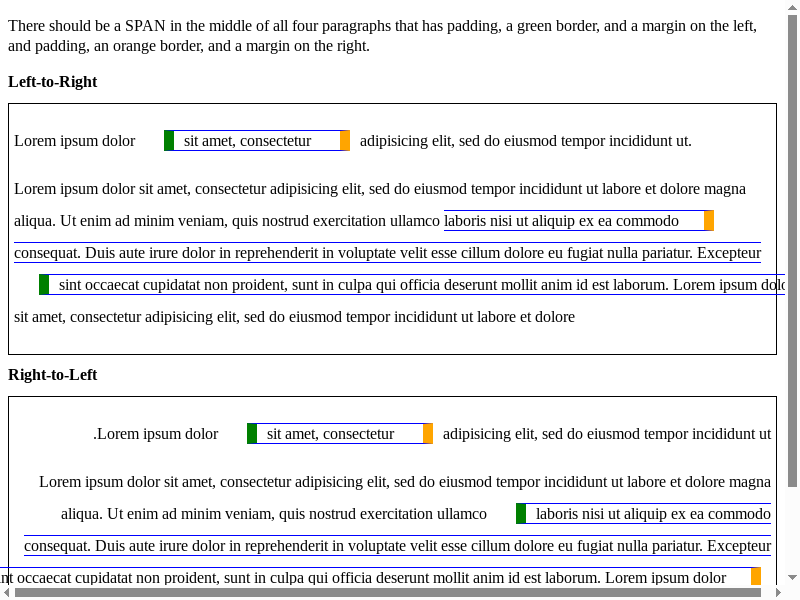 There should be a SPAN in the middle of all four paragraphs that has padding, a green border, and a margin on the left,
and padding, an orange border, and a margin on the right.
Left-to-Right
Lorem ipsum dolor sit amet, consectetur adipisicing elit, sed do eiusmod tempor incididunt ut.
Lorem ipsum dolor sit amet, consectetur adipisicing elit, sed do eiusmod tempor incididunt ut labore et dolore magna
aliqua. Ut enim ad minim veniam, quis nostrud exercitation ullamco laboris nisi ut aliquip ex ea commodo
consequat. Duis aute irure dolor in reprehenderit in voluptate velit esse cillum dolore eu fugiat nulla pariatur. Excepteur
sint occaecat cupidatat non proident, sunt in culpa qui officia deserunt mollit anim id est laborum. Lorem ipsum
sit amet, consectetur adipisicing elit, sed do eiusmod tempor incididunt ut labore et dolore
Right-to-Left
.Lorem ipsum dolor sit amet, consectetur adipisicing elit, sed do eiusmod tempor incididunt ut
Lorem ipsum dolor sit amet, consectetur adipisicing elit, sed do eiusmod tempor incididunt ut labore et dolore magna
aliqua. Ut enim ad minim veniam, quis nostrud exercitation ullamco laboris nisi ut aliquip ex ea commodo
consequat. Duis aute irure dolor in reprehenderit in voluptate velit esse cillum dolore eu fugiat nulla pariatur. Excepteur
occaecat cupidatat non proident, sunt in culpa qui officia deserunt mollit anim id est laborum. Lorem ipsum dolor